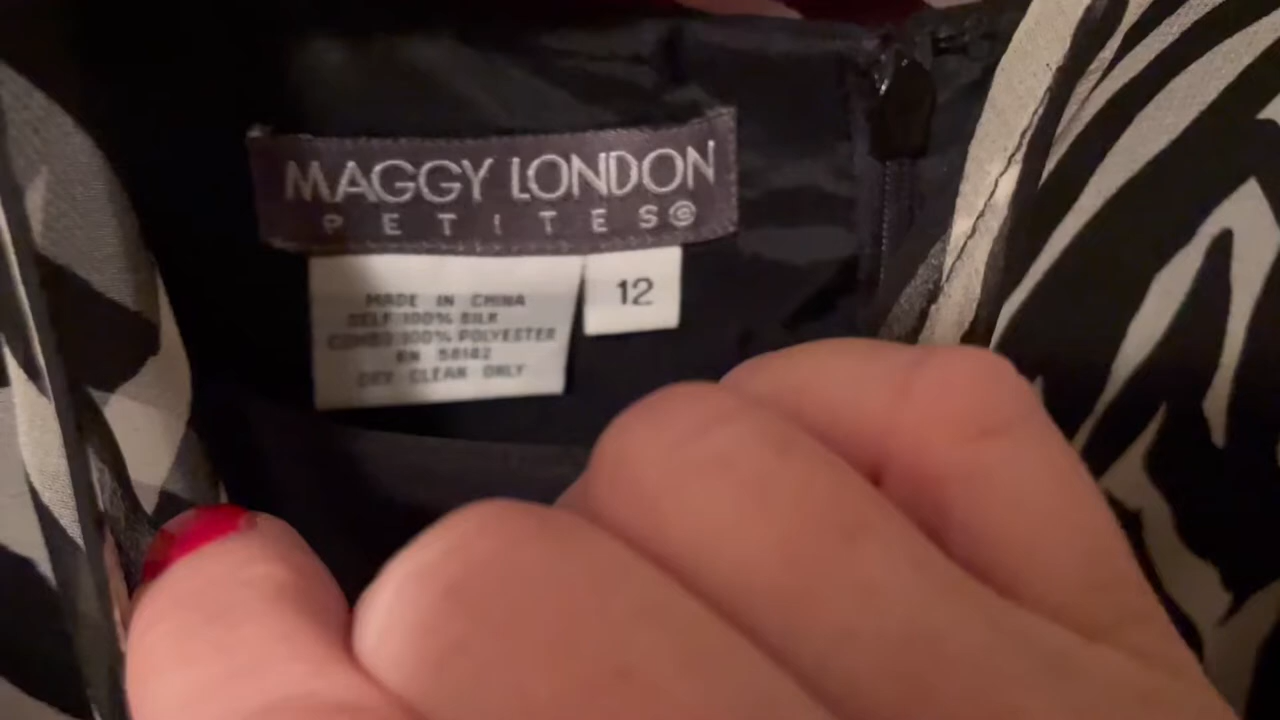 MAGGY LONDON
PETITES©
12
MADE IN CHINA
SELF 100% SILK
COMBO 100% POLYESTER
RN 58182
DRY CLEAN ONLY